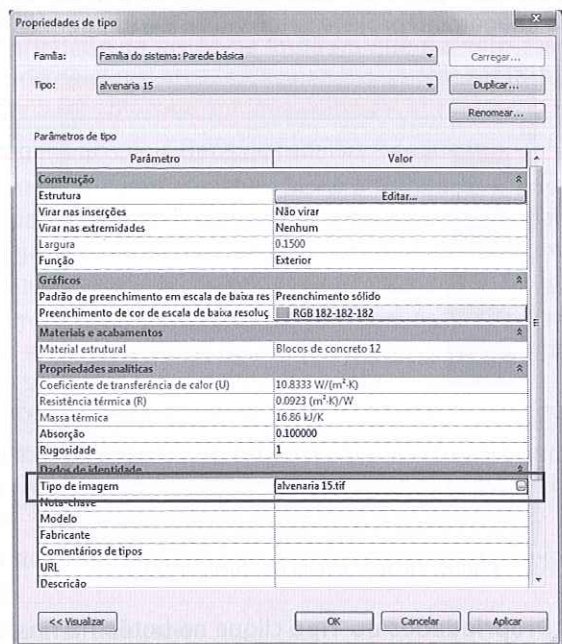 Propriedades de tipo
Família: Família do sistema: Parede básica Carregar...
Tipo: alvenaria 15 Duplicar...
Renomear...
Parâmetros de tipo
Parâmetro Valor
Construção
Estrutura Editar...
Virar nas inserções Não virar
Virar nas extremidades Nenhum
Largura 0.1500
Função Exterior
Gráficos
Padrão de preenchimento em escala de baixa res Preenchimento sólido
Preenchimento de cor de escala de baixa resoluç RGB 182-182-182
Materiais e acabamentos
Material estrutural Blocos de concreto 12
Propriedades analíticas
Coeficiente de transferência de calor (U) 10.8333 W/(m²·K)
Resistência térmica (R) 0.0923 (m²·K)/W
Massa térmica 16.86 kJ/K
Absorção 0.100000
Rugosidade 1
Dados de identidade
Tipo de imagem alvenaria 15.tif
Nota-chave
Modelo
Fabricante
Comentários de tipos
URL
Descrição
<< Visualizar OK Cancelar Aplicar